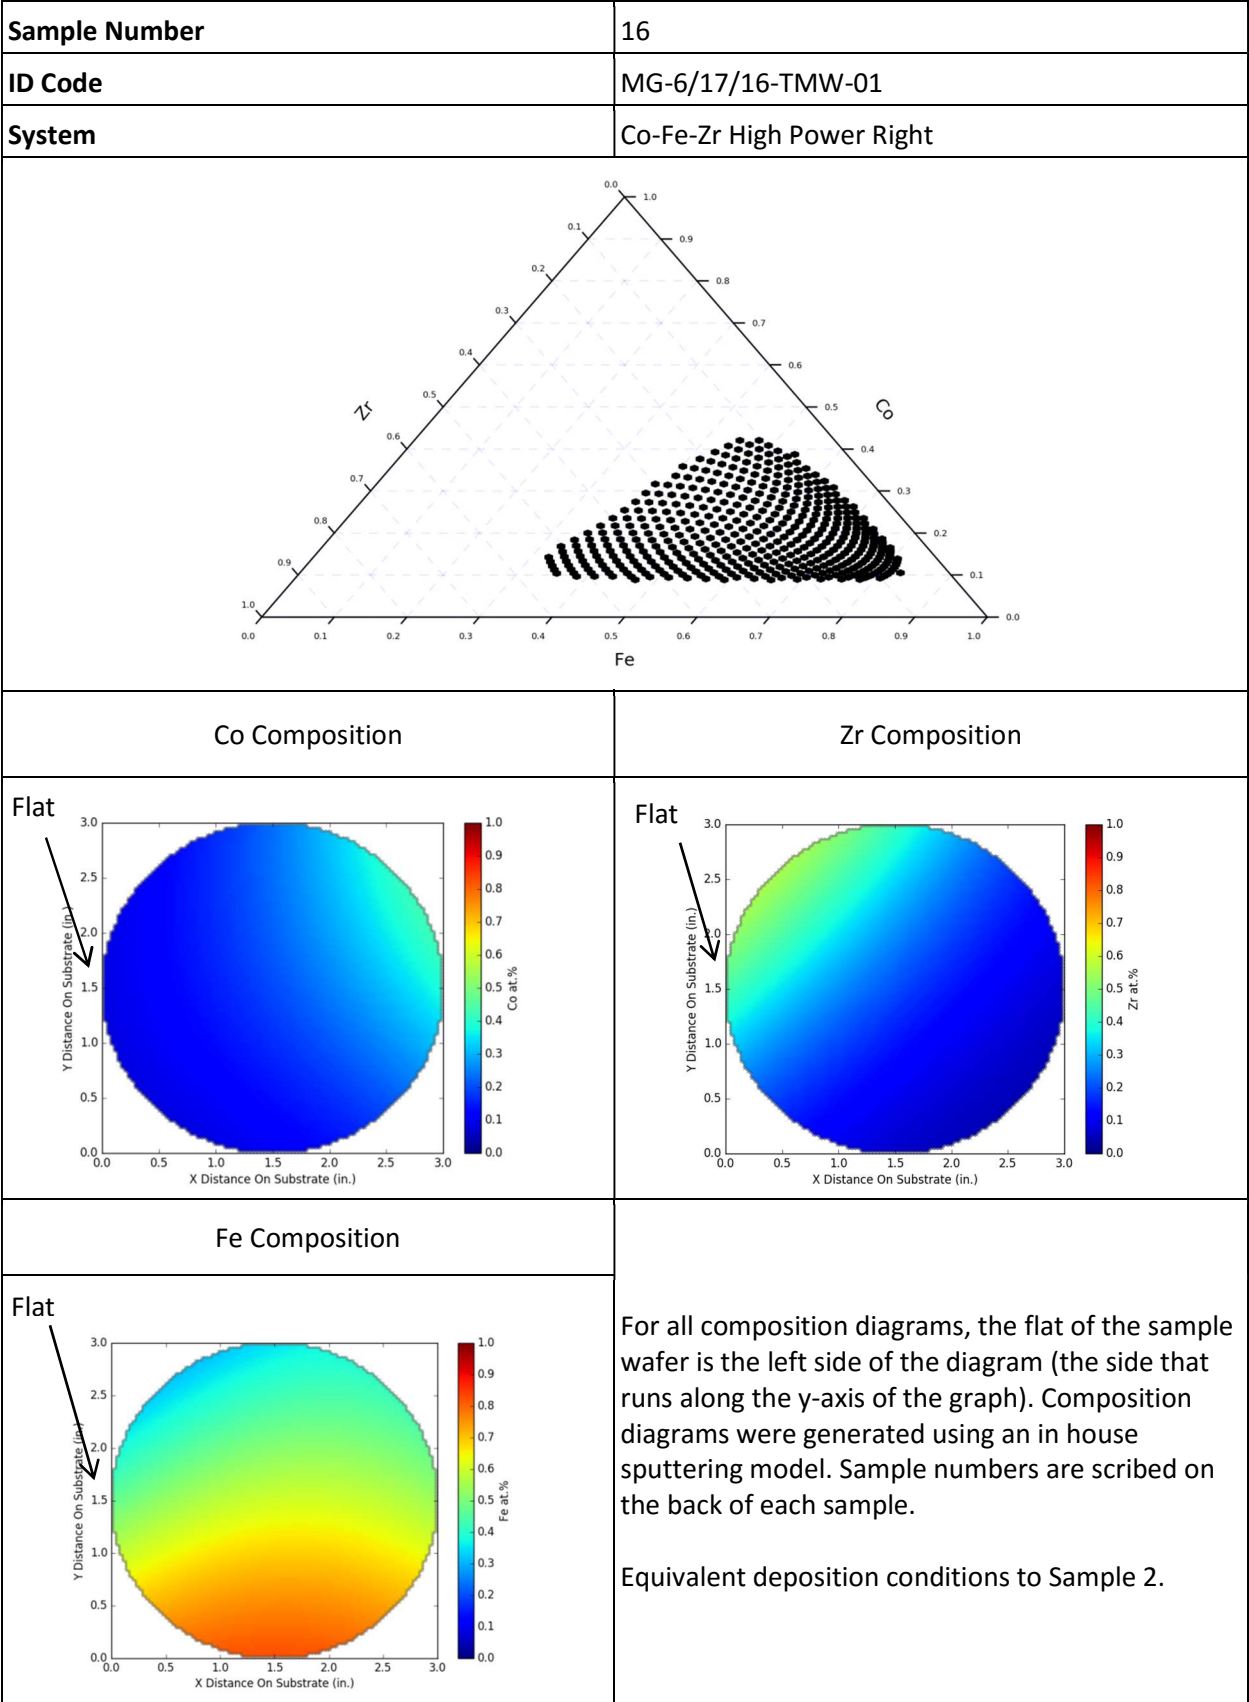 Sample Number 16
ID Code MG-6/17/16-TMW-01
System Co-Fe-Zr High Power Right
0.0 1.0
0.1 0.9
0.2 0.8
0.3 0.7
0.4 0.6
0.5 0.5
Zr Co
0.6 0.4
0.7 0.3
0.8 0.2
0.9 0.1
1.0 0.0
0.0 0.1 0.2 0.3 0.4 0.5 0.6 0.7 0.8 0.9 1.0
Fe
Co Composition Zr Composition
Flat
3.0
2.5
2.0
1.5
1.0
0.5
0.0
Y Distance On Substrate (in.)
0.0 0.5 1.0 1.5 2.0 2.5 3.0
X Distance On Substrate (in.)
1.0
0.9
0.8
0.7
0.6
0.5
0.4
0.3
0.2
0.1
0.0
Co at.%
Flat
3.0
2.5
2.0
1.5
1.0
0.5
0.0
Y Distance On Substrate (in.)
0.0 0.5 1.0 1.5 2.0 2.5 3.0
X Distance On Substrate (in.)
1.0
0.9
0.8
0.7
0.6
0.5
0.4
0.3
0.2
0.1
0.0
Zr at.%
Fe Composition
Flat
3.0
2.5
2.0
1.5
1.0
0.5
0.0
Y Distance On Substrate (in.)
0.0 0.5 1.0 1.5 2.0 2.5 3.0
X Distance On Substrate (in.)
1.0
0.9
0.8
0.7
0.6
0.5
0.4
0.3
0.2
0.1
0.0
Fe at.%
For all composition diagrams, the flat of the sample
wafer is the left side of the diagram (the side that
runs along the y-axis of the graph). Composition
diagrams were generated using an in house
sputtering model. Sample numbers are scribed on
the back of each sample.
Equivalent deposition conditions to Sample 2.